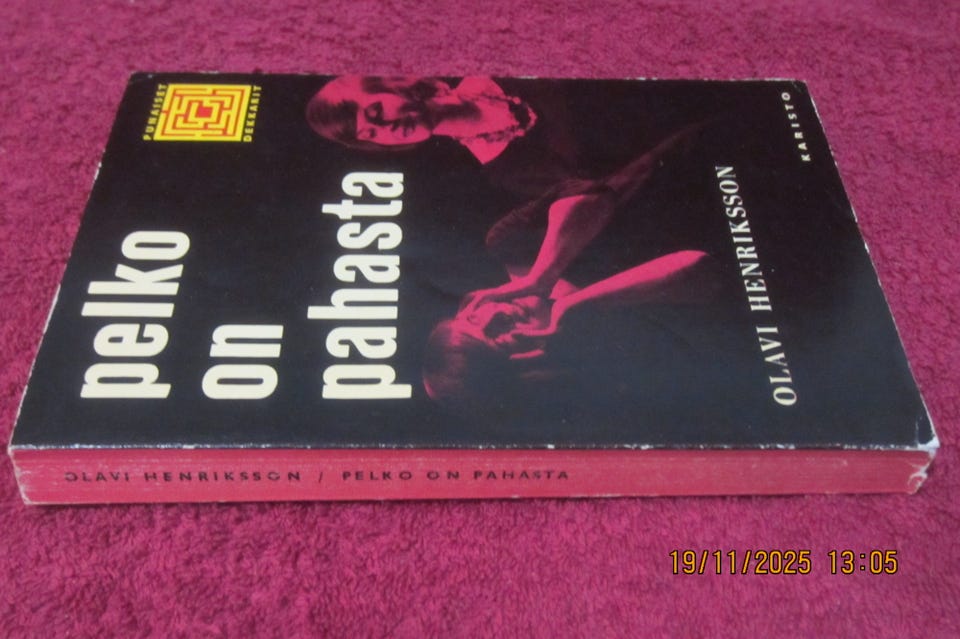 PUNAISET
DEKKARIT
pelko
on
pahasta
OLAVI HENRIKSSON
KARISTO
OLAVI HENRIKSSON / PELKO ON PAHASTA
19/11/2025 13:05